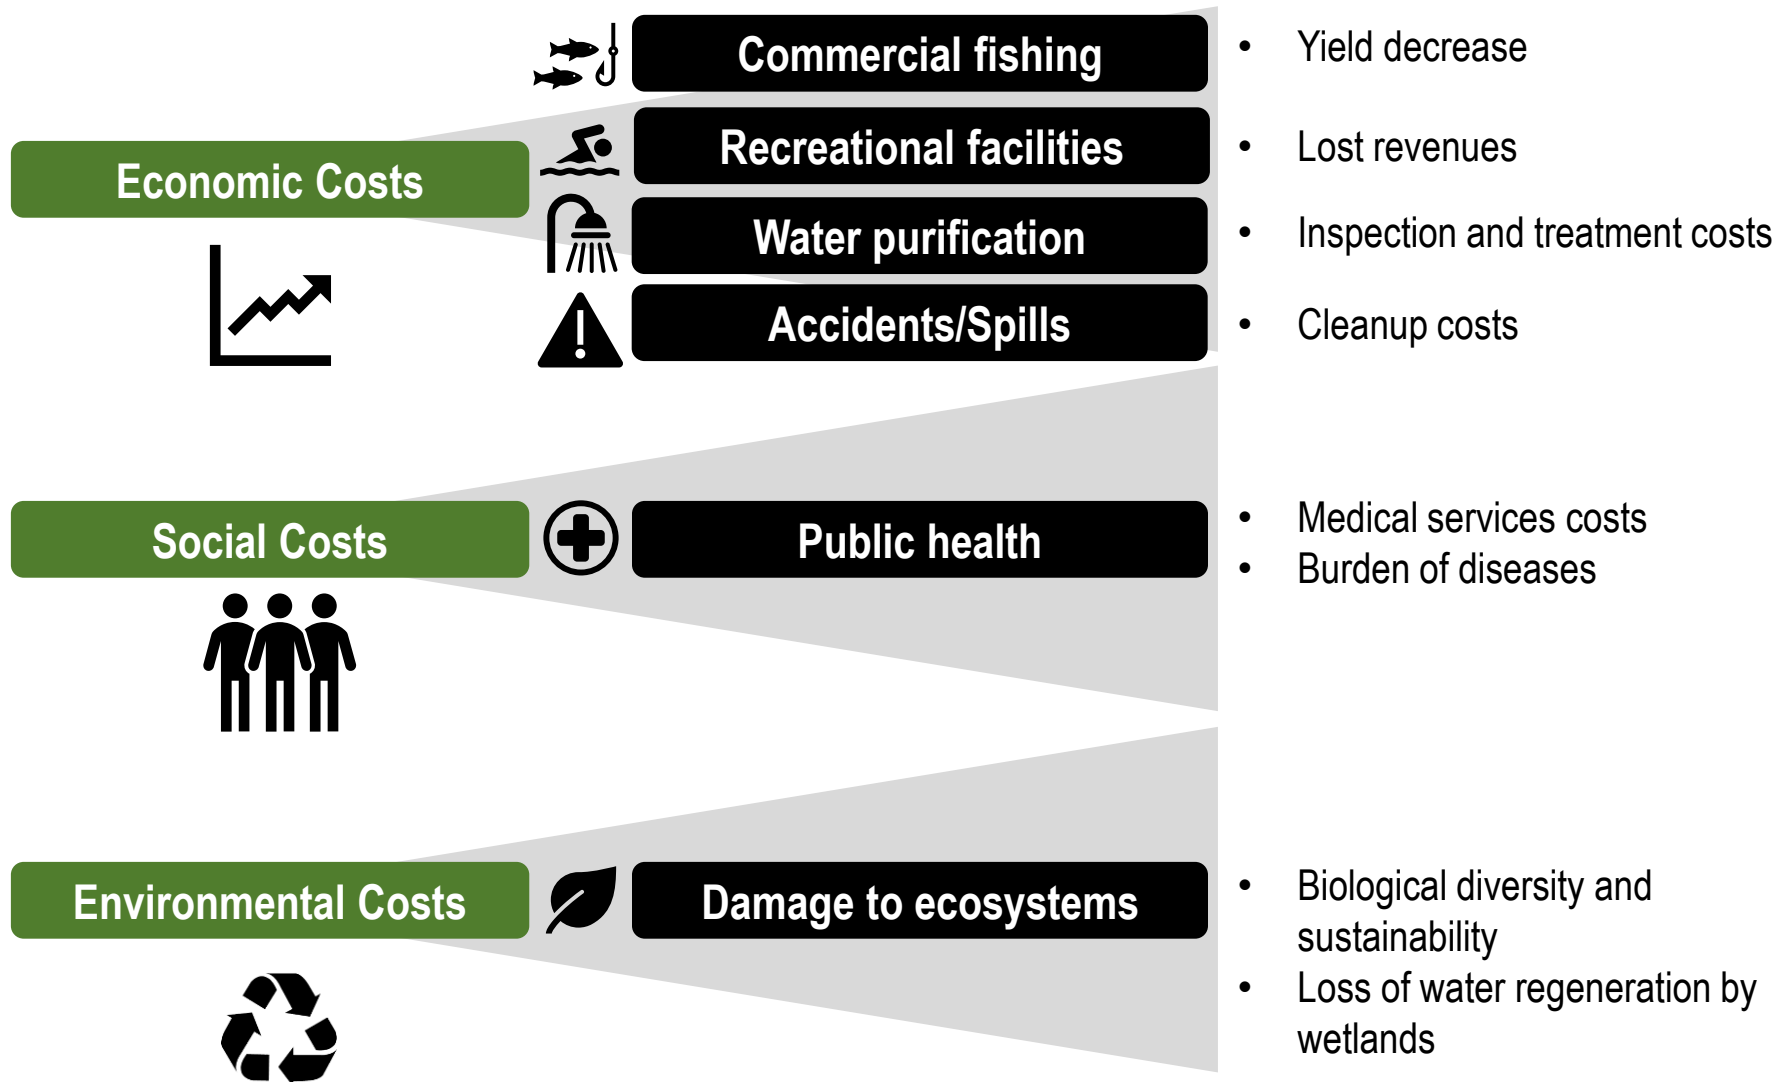 Commercial fishing
• Yield decrease
Recreational facilities
• Lost revenues
Economic Costs
Water purification
• Inspection and treatment costs
Accidents/Spills
• Cleanup costs
Social Costs
Public health
• Medical services costs
• Burden of diseases
Environmental Costs
Damage to ecosystems
• Biological diversity and
sustainability
• Loss of water regeneration by
wetlands